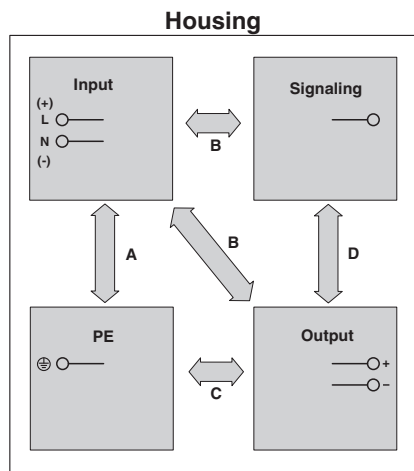 Housing
Input
(+)
L
N
(-)
Signaling
B
A
B
D
PE
Output
+
–
C